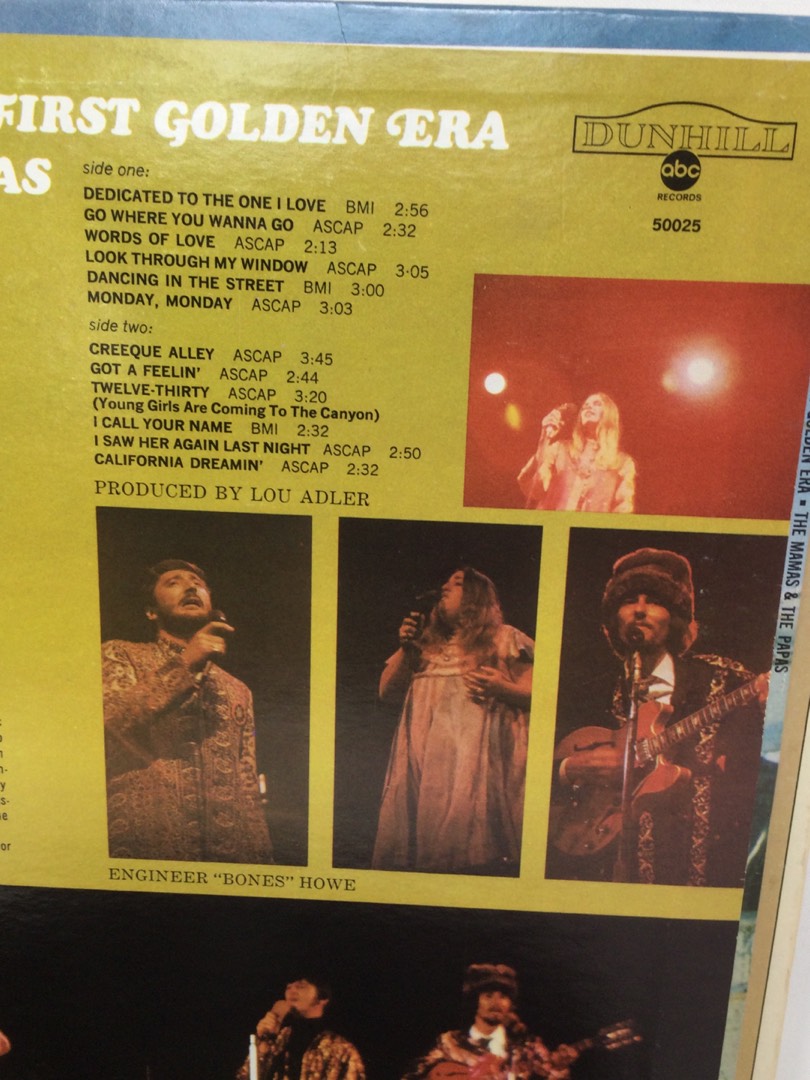 FIRST GOLDEN ERA
AS
DUNHILL
abc
RECORDS
50025
side one:
DEDICATED TO THE ONE I LOVE BMI 2:56
GO WHERE YOU WANNA GO ASCAP 2:32
WORDS OF LOVE ASCAP 2:13
LOOK THROUGH MY WINDOW ASCAP 3:05
DANCING IN THE STREET BMI 3:00
MONDAY, MONDAY ASCAP 3:03
side two:
CREEQUE ALLEY ASCAP 3:45
GOT A FEELIN' ASCAP 2:44
TWELVE-THIRTY ASCAP 3:20
(Young Girls Are Coming To The Canyon)
I CALL YOUR NAME BMI 2:32
I SAW HER AGAIN LAST NIGHT ASCAP 2:50
CALIFORNIA DREAMIN' ASCAP 2:32
PRODUCED BY LOU ADLER
GOLDEN ERA ▪ THE MAMAS & THE PAPAS
or
ENGINEER “BONES” HOWE